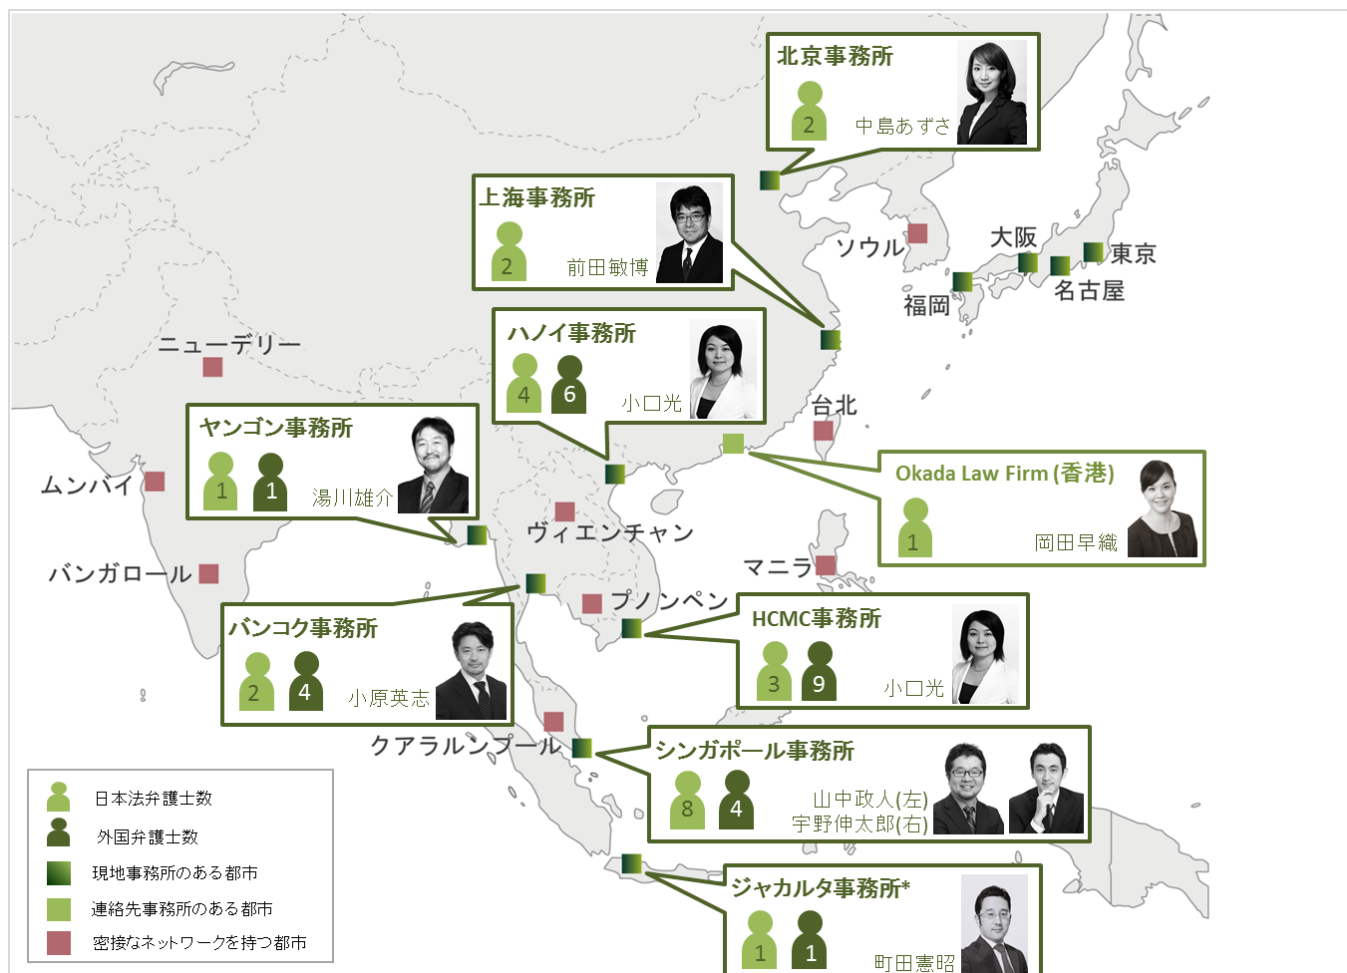 北京事務所
2
中島あずさ
上海事務所
2
前田敏博
ソウル
大阪
東京
名古屋
福岡
ハノイ事務所
4
6
小口光
ニューデリー
台北
ヤンゴン事務所
1
1
湯川雄介
ムンバイ
Okada Law Firm (香港)
1
岡田早織
ヴィエンチャン
バンガロール
マニラ
プノンペン
バンコク事務所
2
4
小原英志
HCMC事務所
3
9
小口光
クアラルンプール
シンガポール事務所
8
4
山中政人(左)
宇野伸太郎(右)
ジャカルタ事務所*
1
1
町田憲昭
日本法弁護士数
外国弁護士数
現地事務所のある都市
連絡先事務所のある都市
密接なネットワークを持つ都市